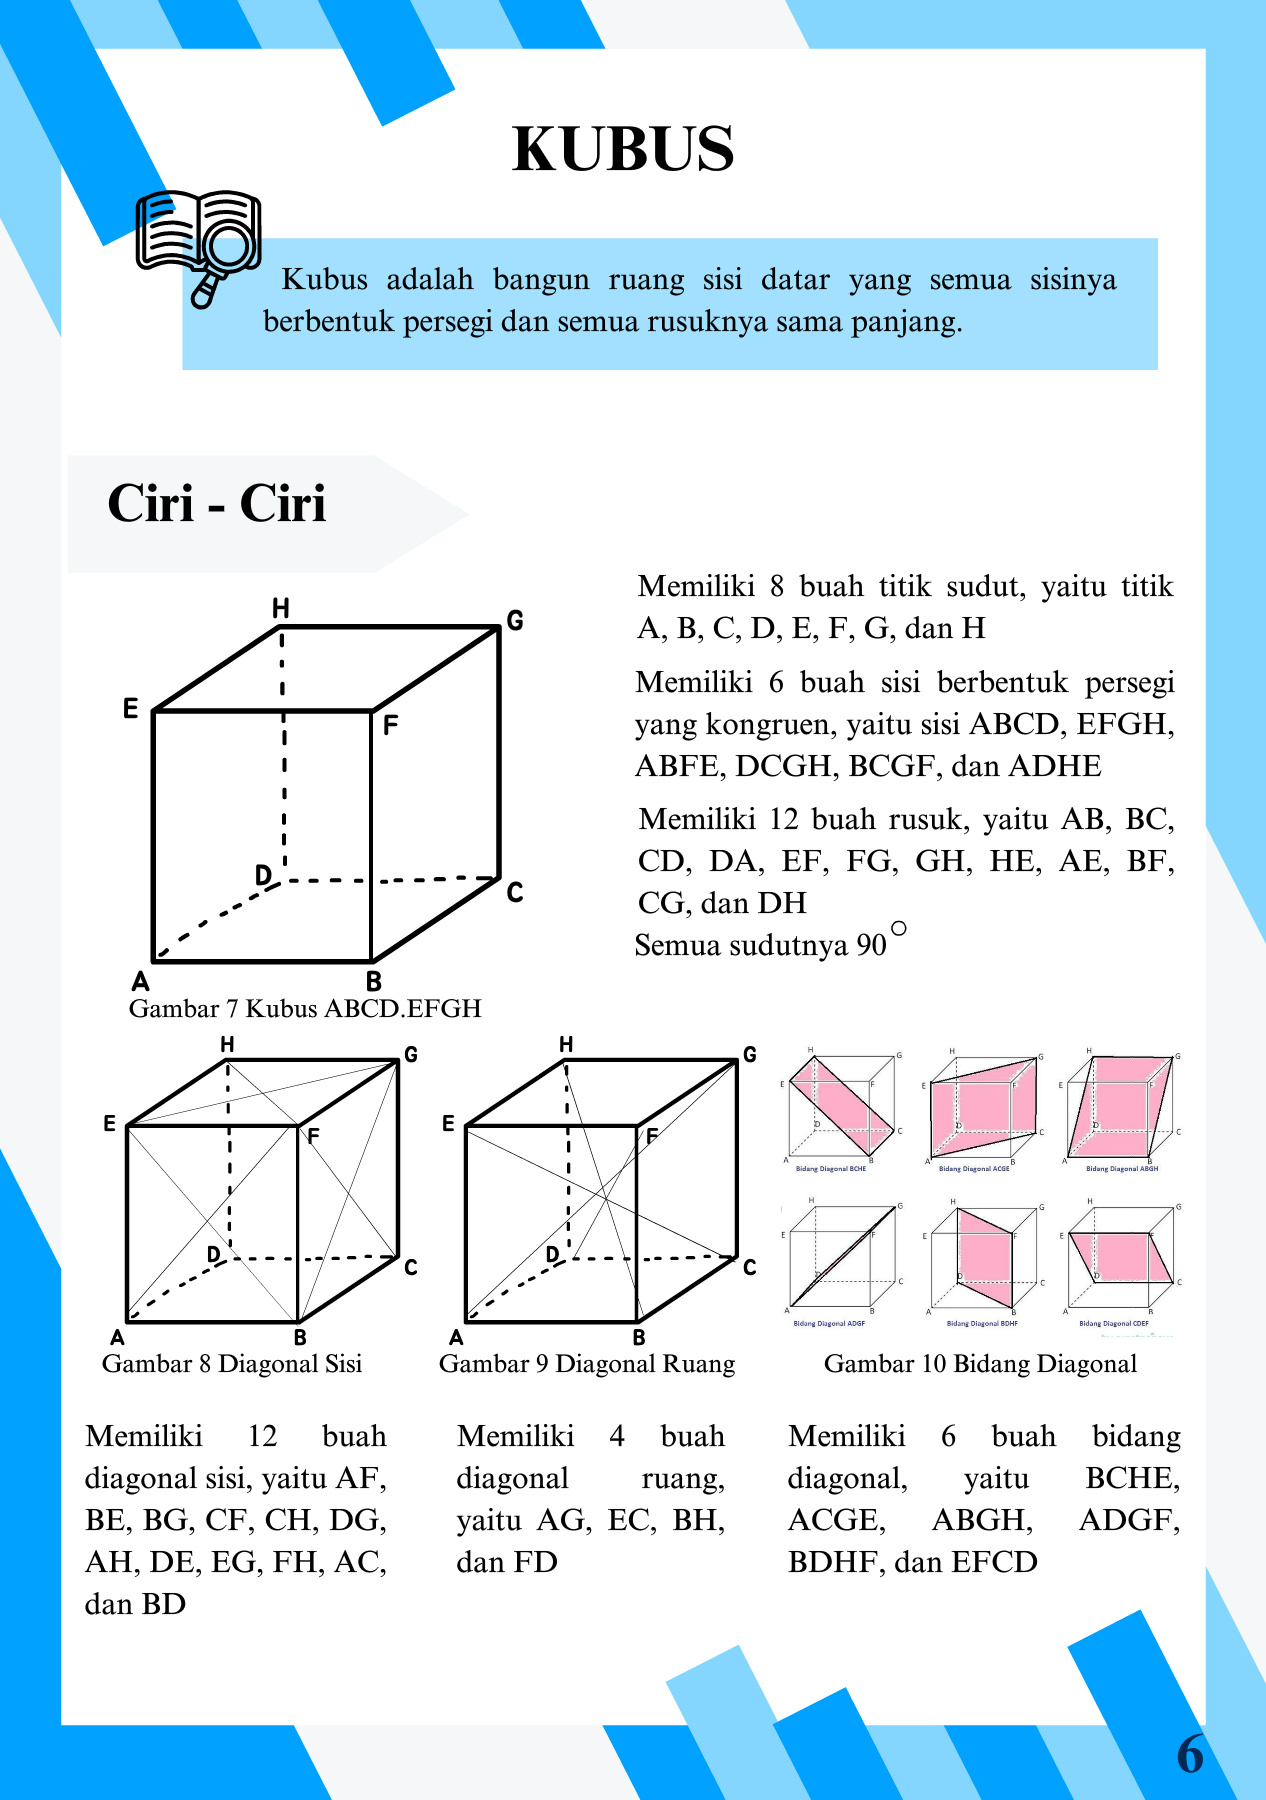 KUBUS
Kubus adalah bangun ruang sisi datar yang semua sisinya
berbentuk persegi dan semua rusuknya sama panjang.
Ciri - Ciri
H
G
E
F
D
C
A
B
Gambar 7 Kubus ABCD.EFGH
Memiliki 8 buah titik sudut, yaitu titik
A, B, C, D, E, F, G, dan H
Memiliki 6 buah sisi berbentuk persegi
yang kongruen, yaitu sisi ABCD, EFGH,
ABFE, DCGH, BCGF, dan ADHE
Memiliki 12 buah rusuk, yaitu AB, BC,
CD, DA, EF, FG, GH, HE, AE, BF,
CG, dan DH
Semua sudutnya 90°
H
G
E
F
D
C
A
B
Gambar 8 Diagonal Sisi
H
G
E
F
D
C
A
B
Gambar 9 Diagonal Ruang
H
G
E
F
D
C
A
B
Bidang Diagonal BCHE
H
G
E
F
D
C
A
B
Bidang Diagonal ACGE
H
G
E
F
D
C
A
B
Bidang Diagonal ABGH
H
G
E
F
D
C
A
B
Bidang Diagonal ADGF
H
G
E
F
D
C
A
B
Bidang Diagonal BDHF
H
G
E
F
D
C
A
B
Bidang Diagonal CDEF
Gambar 10 Bidang Diagonal
Memiliki 12 buah
diagonal sisi, yaitu AF,
BE, BG, CF, CH, DG,
AH, DE, EG, FH, AC,
dan BD
Memiliki 4 buah
diagonal ruang,
yaitu AG, EC, BH,
dan FD
Memiliki 6 buah bidang
diagonal, yaitu BCHE,
ACGE, ABGH, ADGF,
BDHF, dan EFCD
6